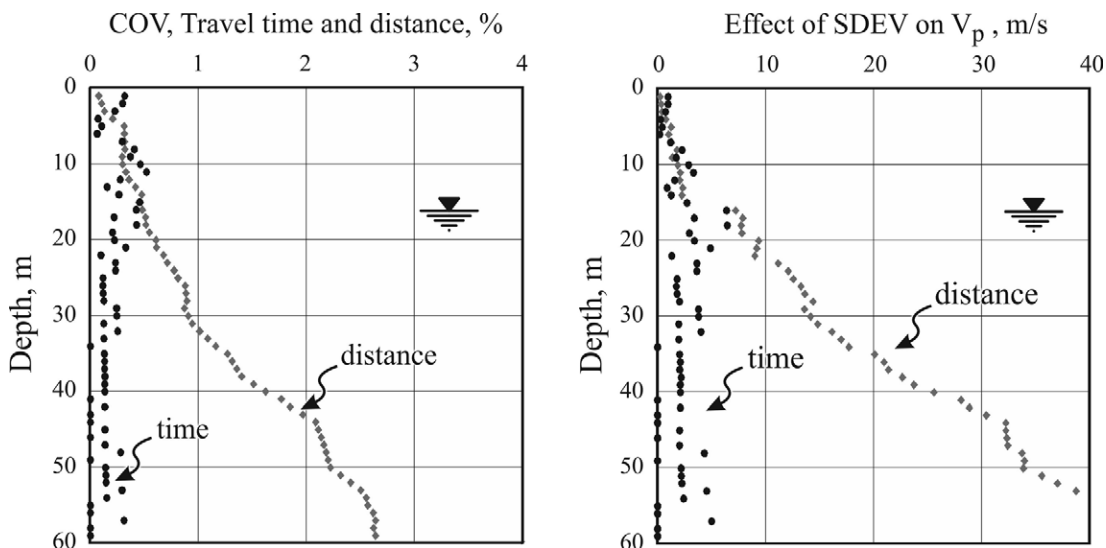 COV, Travel time and distance, %
0 1 2 3 4
0
10
20
30
40
50
60
Depth, m
distance
time
Effect of SDEV on Vp , m/s
0 10 20 30 40
0
10
20
30
40
50
60
Depth, m
distance
time